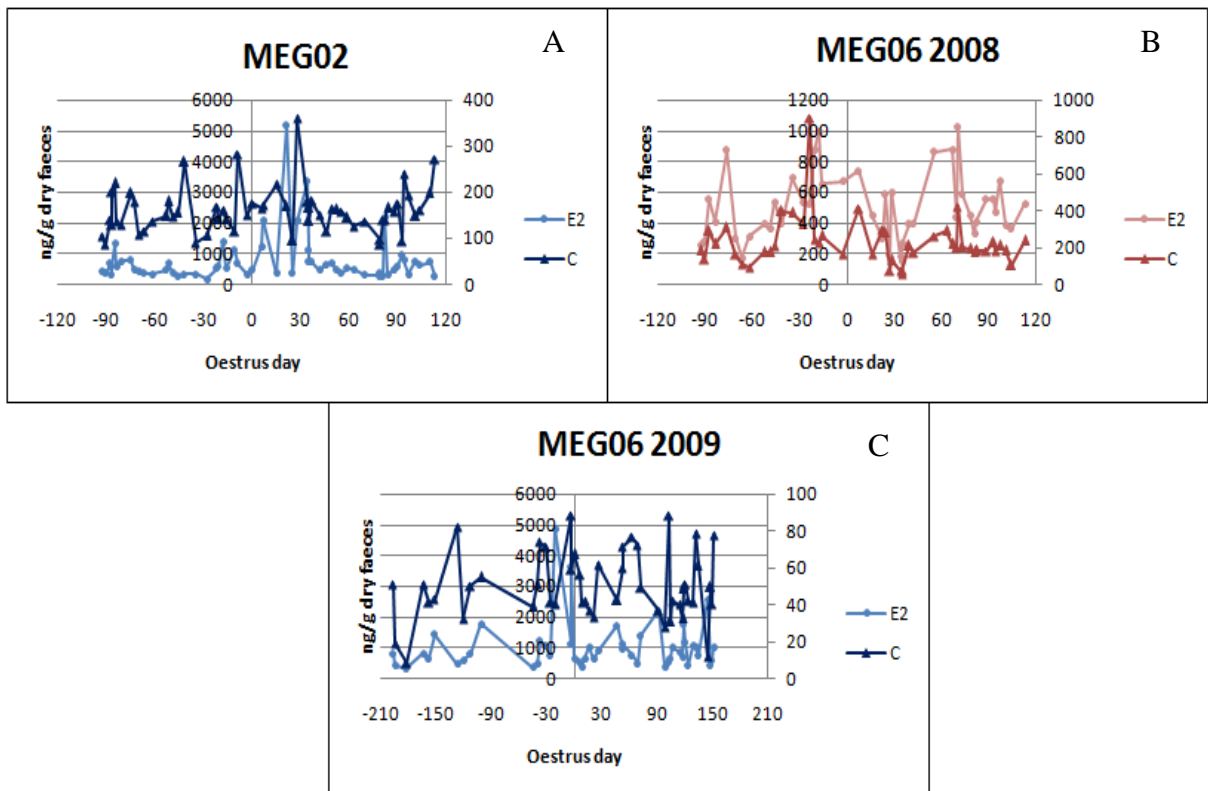 MEG02 A
6000 400
5000
300
4000
3000 200
2000
100
1000
0 0
ng/g dry faeces
E2
C
-120 -90 -60 -30 0 30 60 90 120
Oestrus day
MEG06 2008 B
1200 1000
1000 800
800
600
600
400
400
200
200
0 0
ng/g dry faeces
E2
C
-120 -90 -60 -30 0 30 60 90 120
Oestrus day
MEG06 2009 C
6000 100
5000 80
4000
60
3000
40
2000
1000 20
0 0
ng/g dry faeces
E2
C
-210 -150 -90 -30 30 90 150 210
Oestrus day